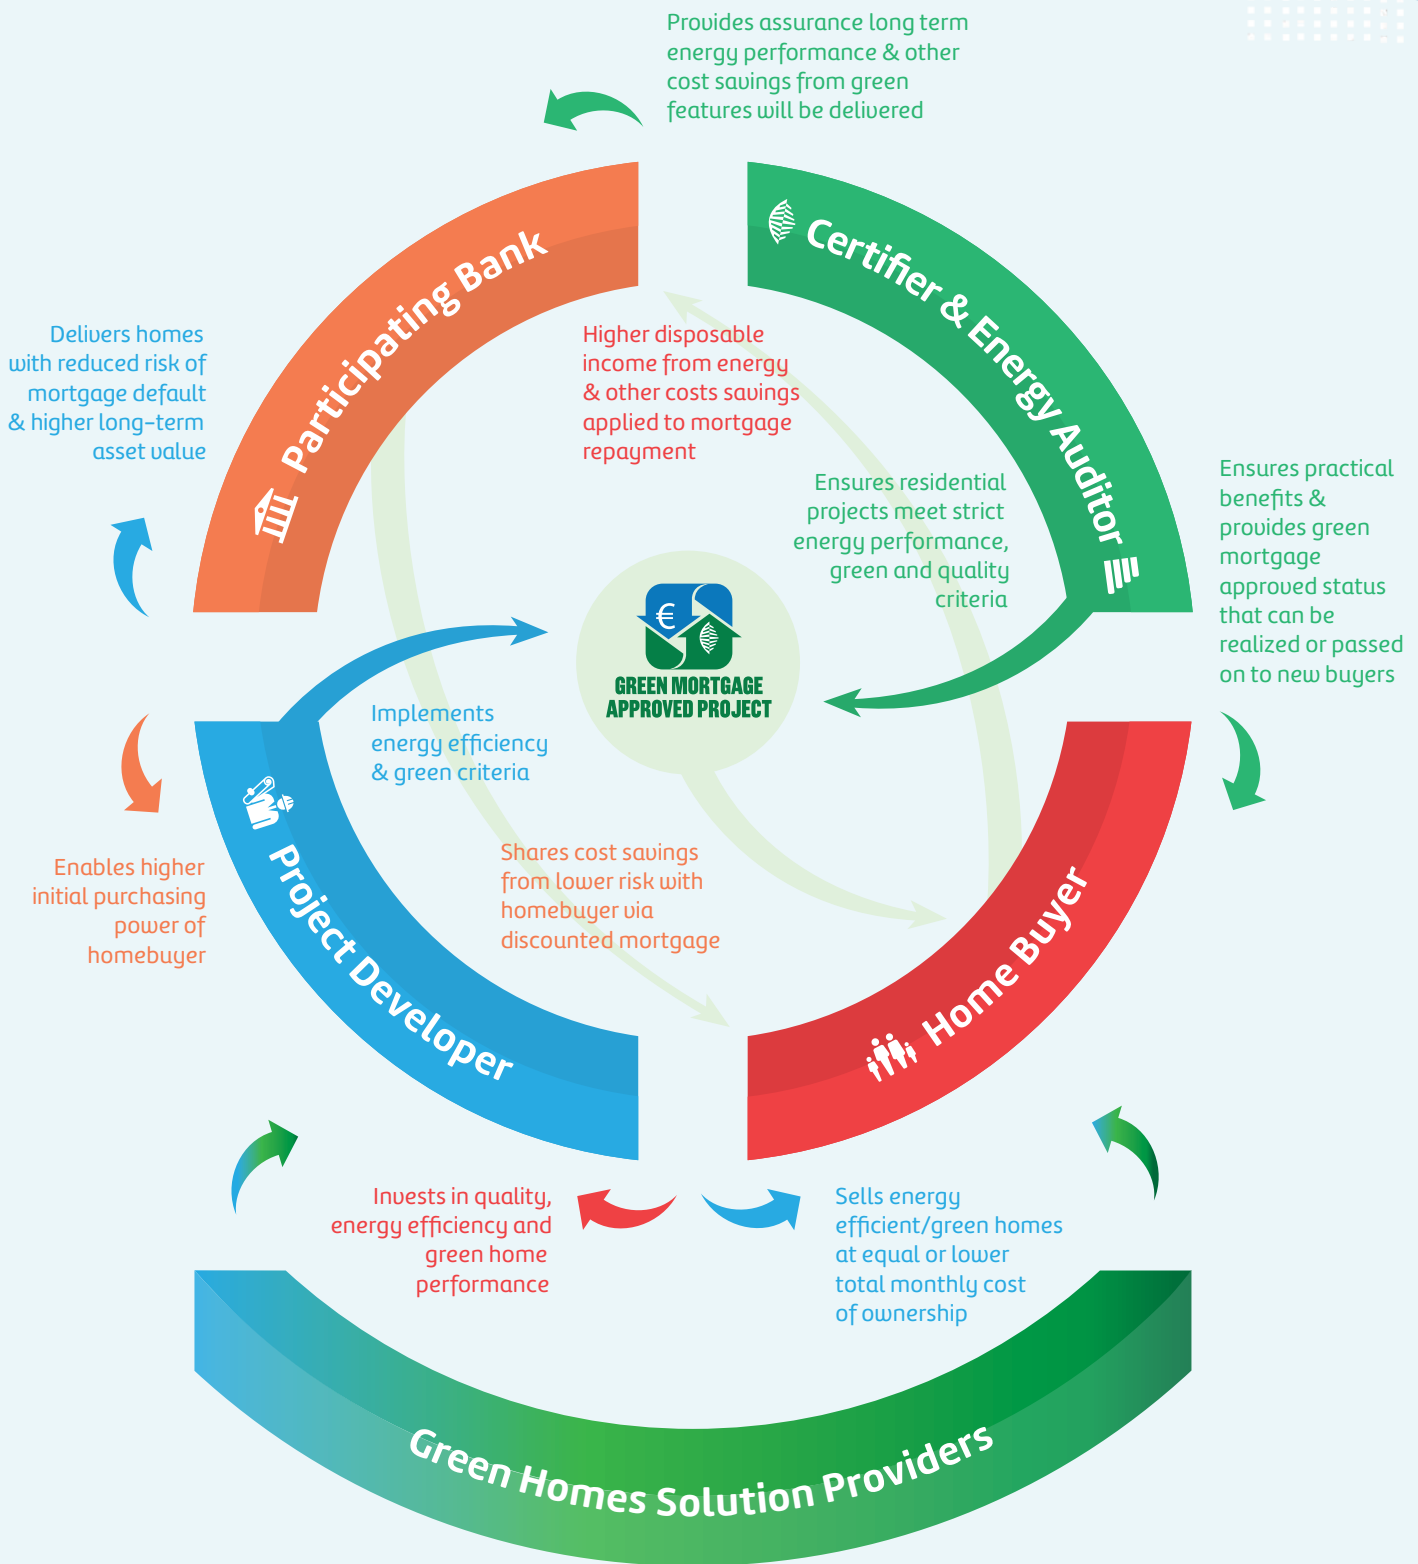 Provides assurance long term
energy performance & other
cost savings from green
features will be delivered
Participating Bank
Certifier & Energy Auditor
Delivers homes
with reduced risk of
mortgage default
& higher long-term
asset value
Higher disposable
income from energy
& other costs savings
applied to mortgage
repayment
Ensures residential
projects meet strict
energy performance,
green and quality
criteria
Ensures practical
benefits &
provides green
mortgage
approved status
that can be
realized or passed
on to new buyers
€
GREEN MORTGAGE
APPROVED PROJECT
Implements
energy efficiency
& green criteria
Enables higher
initial purchasing
power of
homebuyer
Shares cost savings
from lower risk with
homebuyer via
discounted mortgage
Project Developer
Home Buyer
Invests in quality,
energy efficiency and
green home
performance
Sells energy
efficient/green homes
at equal or lower
total monthly cost
of ownership
Green Homes Solution Providers